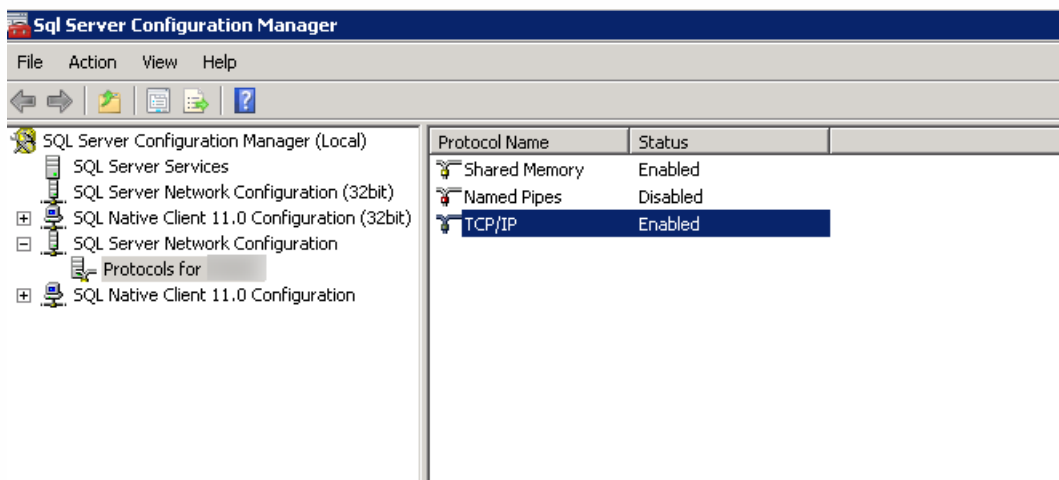 Sql Server Configuration Manager
File Action View Help
SQL Server Configuration Manager (Local)
SQL Server Services
SQL Server Network Configuration (32bit)
SQL Native Client 11.0 Configuration (32bit)
SQL Server Network Configuration
Protocols for
SQL Native Client 11.0 Configuration
Protocol Name Status
Shared Memory Enabled
Named Pipes Disabled
TCP/IP Enabled